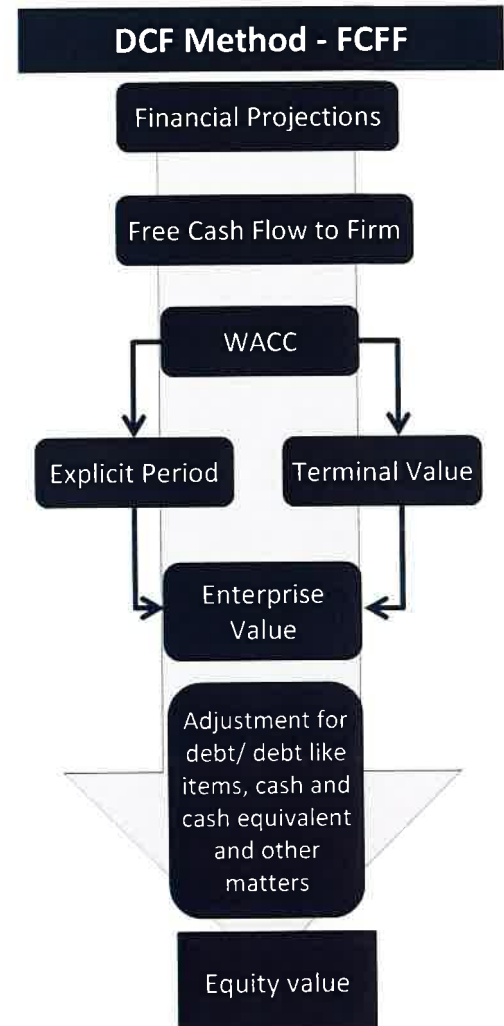 DCF Method - FCFF
Financial Projections
Free Cash Flow to Firm
WACC
Explicit Period
Terminal Value
Enterprise
Value
Adjustment for
debt/ debt like
items, cash and
cash equivalent
and other
matters
Equity value